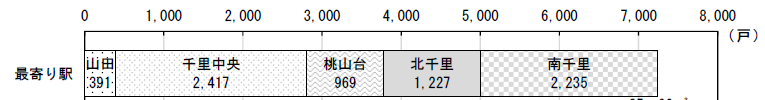 0 1,000 2,000 3,000 4,000 5,000 6,000 7,000 8,000
(戸)
最寄り駅
山田 千里中央 桃山台 北千里 南千里
391 2,417 969 1,227 2,235